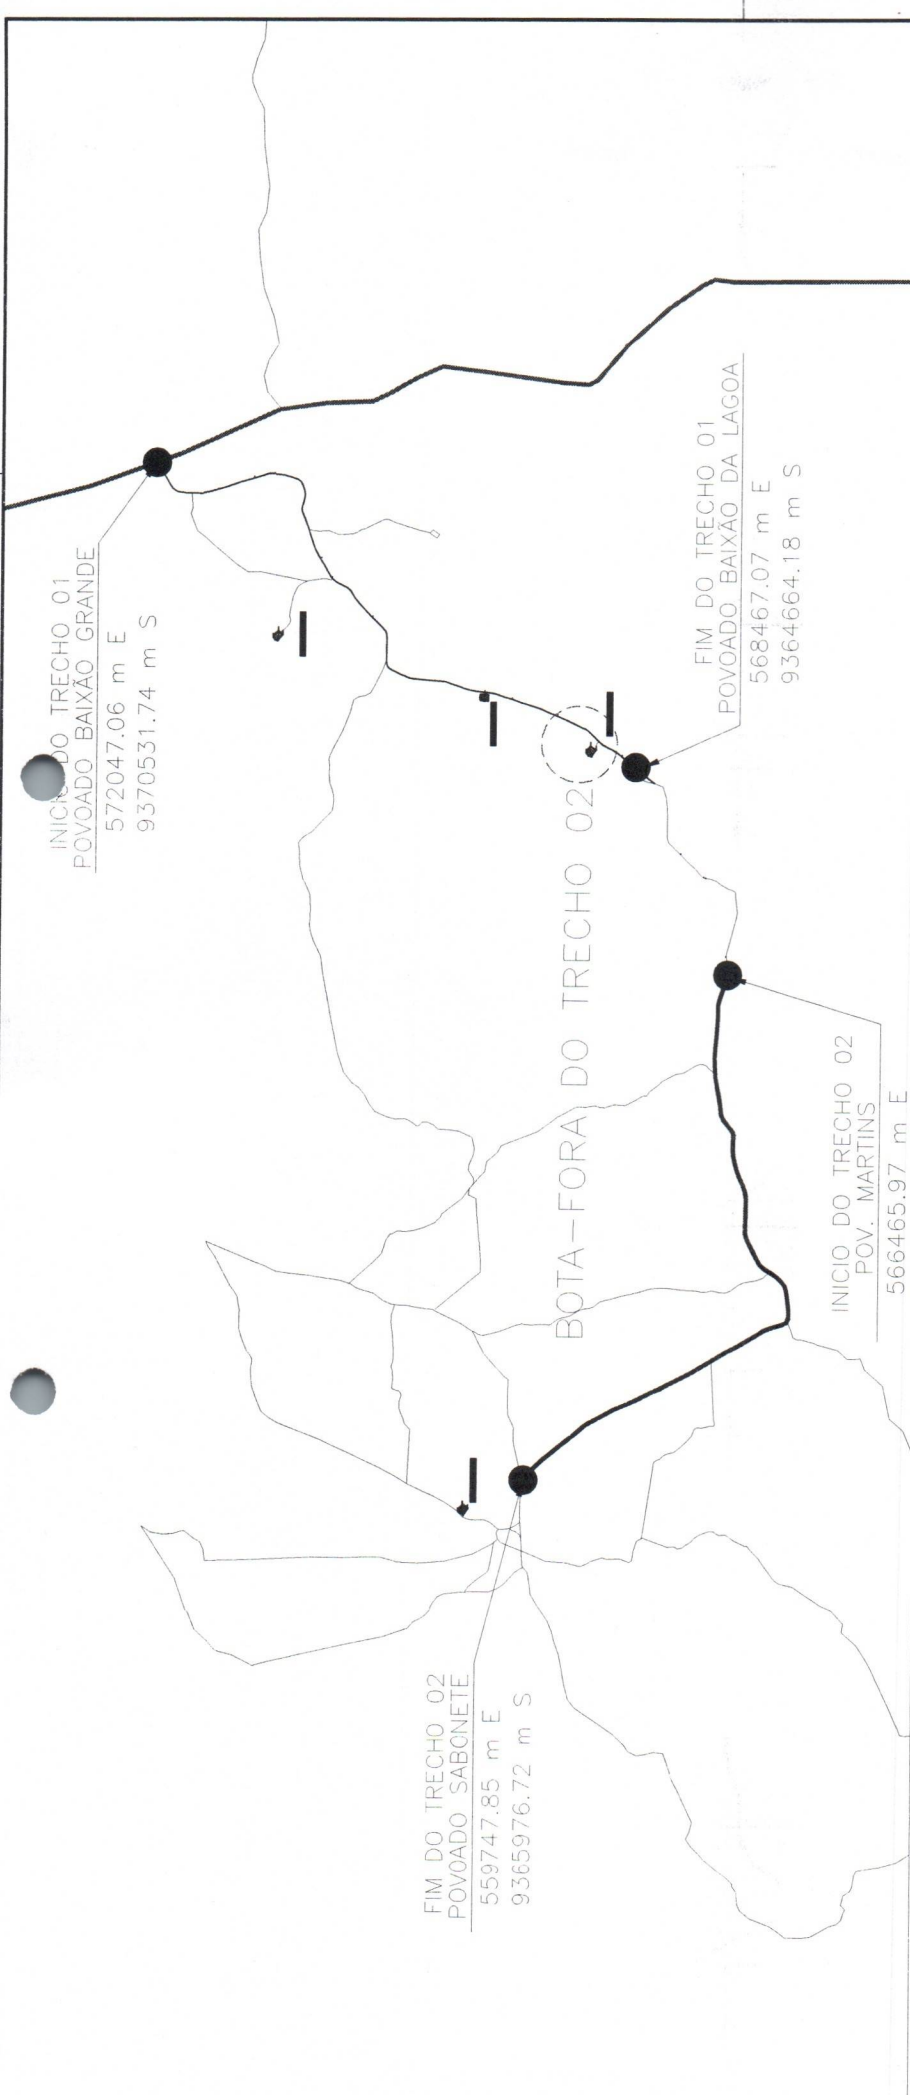 INICIO DO TRECHO 01
POVOADO BAIXÃO GRANDE
572047.06 m E
9370531.74 m S
FIM DO TRECHO 01
POVOADO BAIXÃO DA LAGOA
568467.07 m E
9364664.18 m S
BOTA-FORA DO TRECHO 02
INICIO DO TRECHO 02
POV. MARTINS
566465.97 m E
FIM DO TRECHO 02
POVOADO SABONETE
559747.85 m E
9365976.72 m S